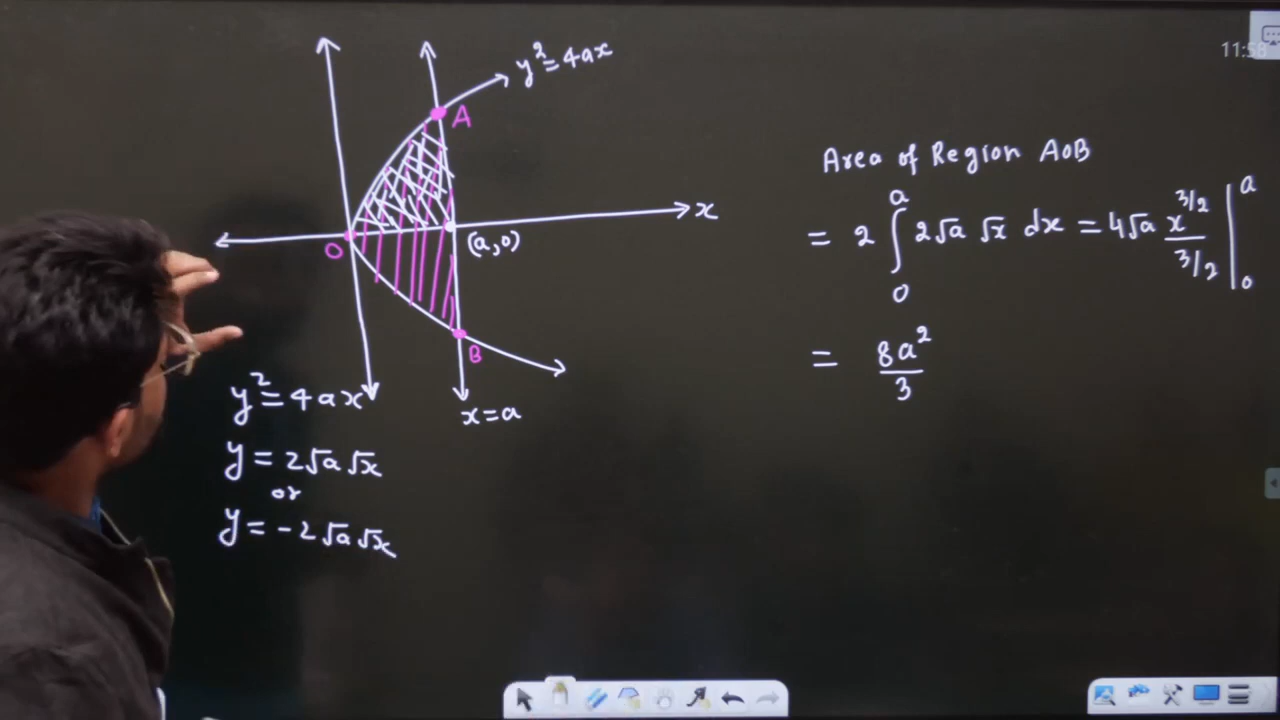 11:58
y² = 4ax
A
x
O
(a,0)
B
x=a
y² = 4ax
y = 2√a √x
or
y = -2√a √x
Area of Region AOB
= 2 ∫₀ᵃ 2√a √x dx = 4√a x^{3/2}/(3/2) |₀ᵃ
= 8a²/3